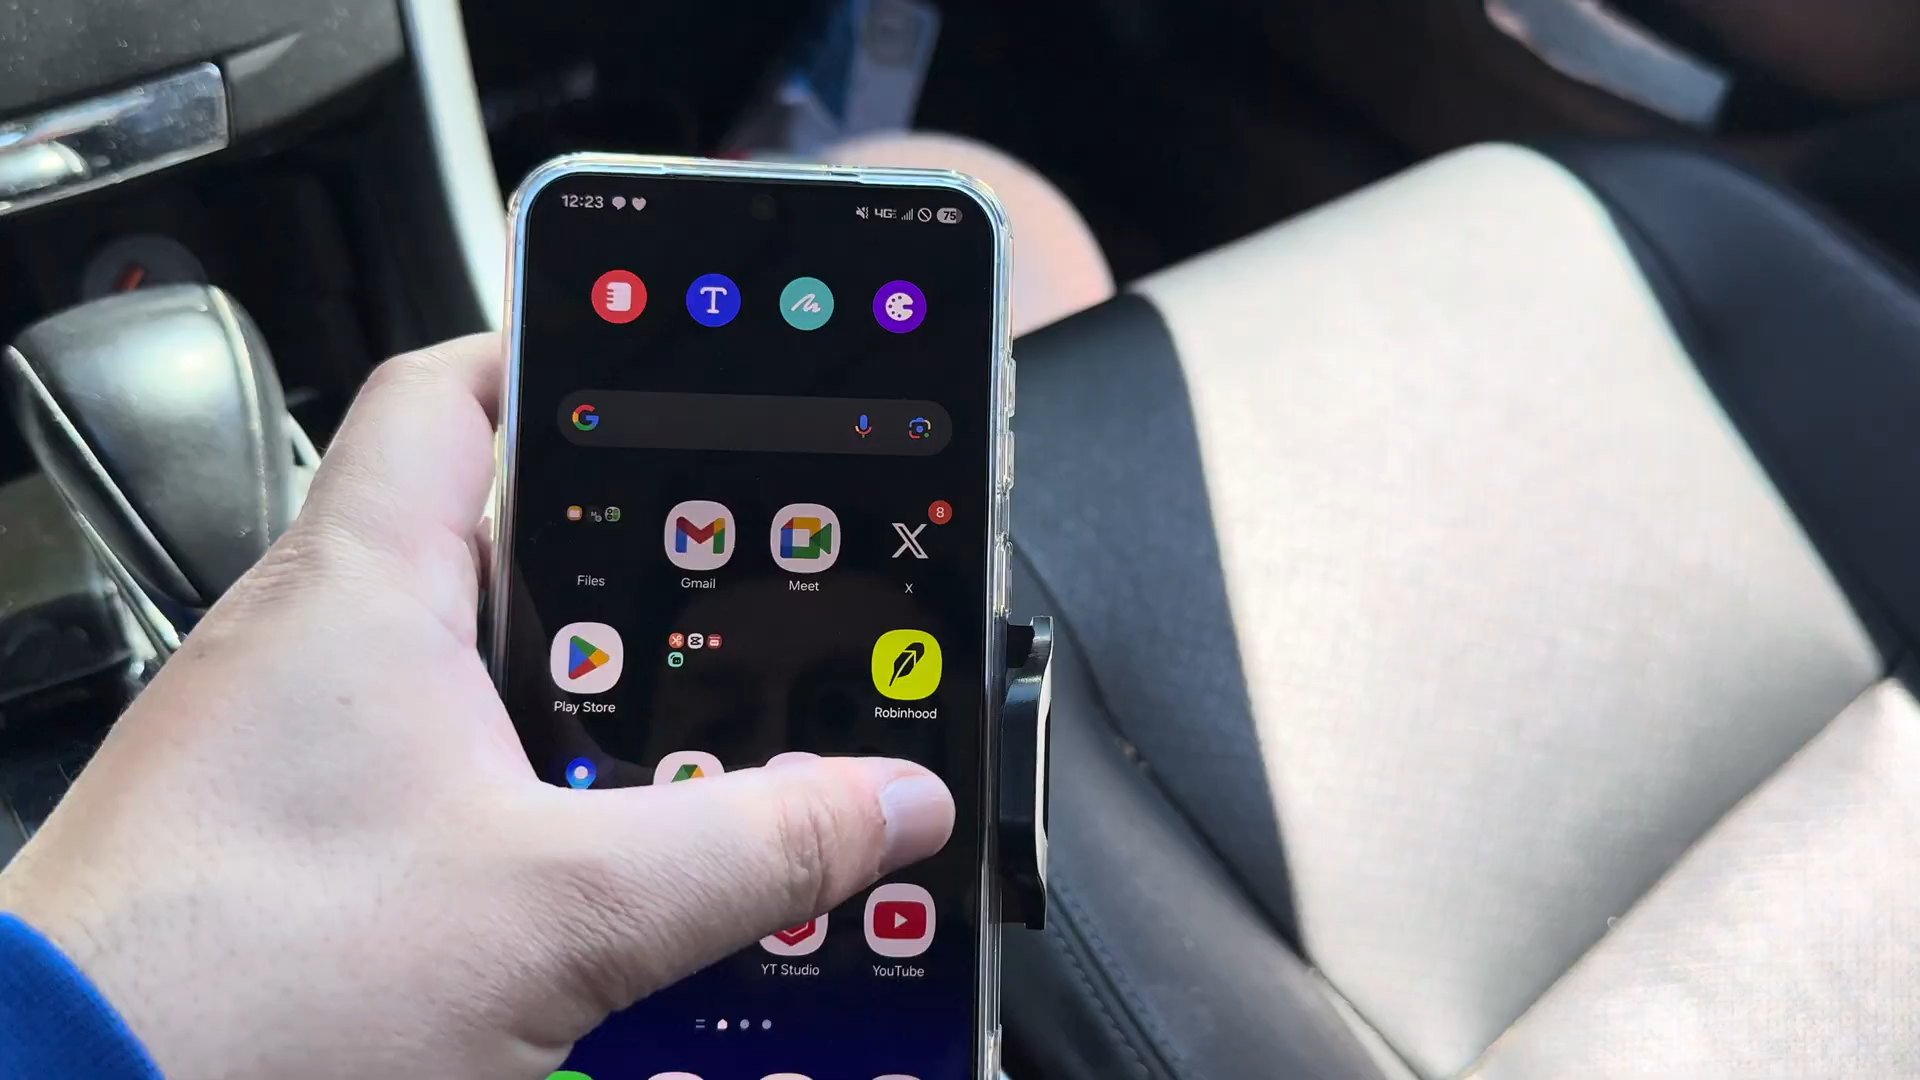 12:23 4G 75
T
G
8
Files Gmail Meet X
Play Store Robinhood
YT Studio YouTube